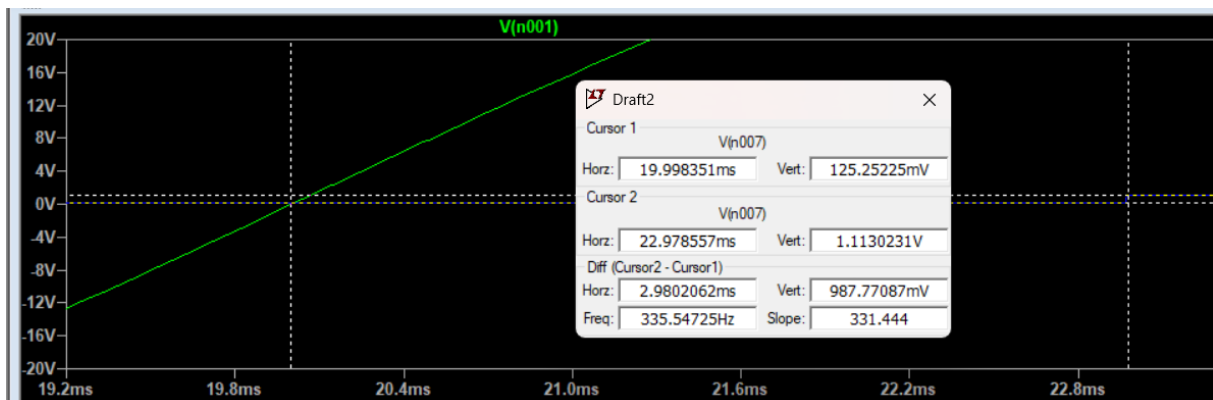 V(n001)
20V
16V
12V
8V
4V
0V
-4V
-8V
-12V
-16V
-20V
19.2ms 19.8ms 20.4ms 21.0ms 21.6ms 22.2ms 22.8ms
Draft2
Cursor 1
V(n007)
Horz: 19.998351ms Vert: 125.25225mV
Cursor 2
V(n007)
Horz: 22.978557ms Vert: 1.1130231V
Diff (Cursor2 - Cursor1)
Horz: 2.9802062ms Vert: 987.77087mV
Freq: 335.54725Hz Slope: 331.444